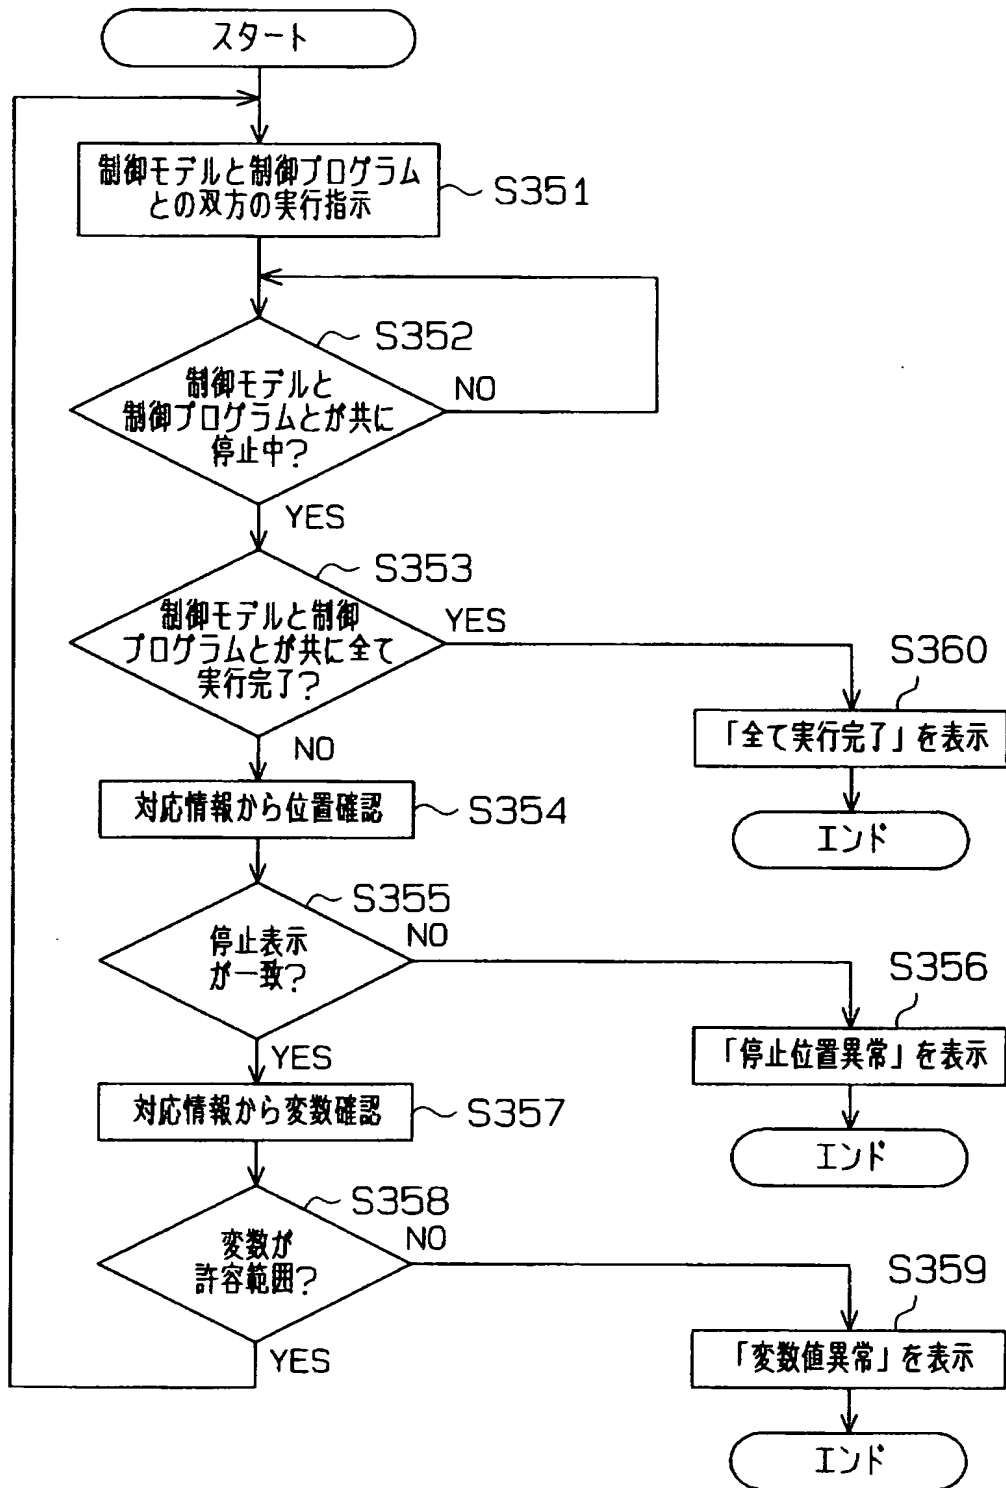 スタート
制御モデルと制御プログラム
との双方の実行指示
S351
S352
制御モデルと
制御プログラムとが共に
停止中?
NO
YES
S353
制御モデルと制御
プログラムとが共に全て
実行完了?
YES
NO
S360
「全て実行完了」を表示
エンド
対応情報から位置確認
S354
S355
停止表示
が一致?
NO
YES
S356
「停止位置異常」を表示
エンド
対応情報から変数確認
S357
S358
変数が
許容範囲?
NO
YES
S359
「変数値異常」を表示
エンド